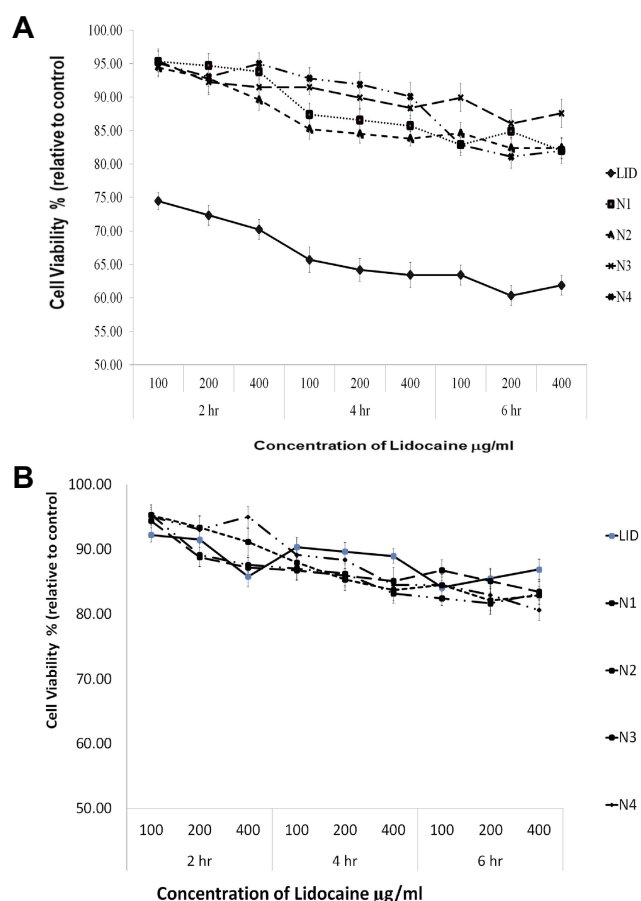 A
Cell Viability % (relative to control
100.00
95.00
90.00
85.00
80.00
75.00
70.00
65.00
60.00
55.00
50.00
100 200 400 100 200 400 100 200 400
2 hr 4 hr 6 hr
Concentration of Lidocaine µg/ml
LID
N1
N2
N3
N4
B
Cell Viability % (relative to control
100.00
90.00
80.00
70.00
60.00
50.00
100 200 400 100 200 400 100 200 400
2 hr 4 hr 6 hr
Concentration of Lidocaine µg/ml
LID
N1
N2
N3
N4